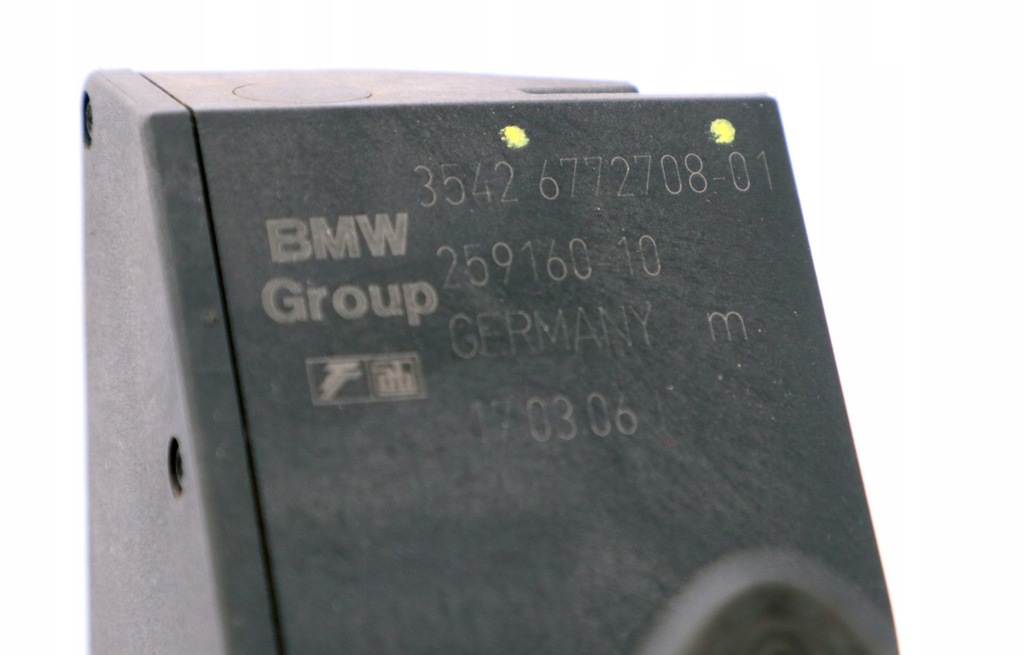 3542 6772708-01
BMW
Group
259160 10
GERMANY m
17 03 06